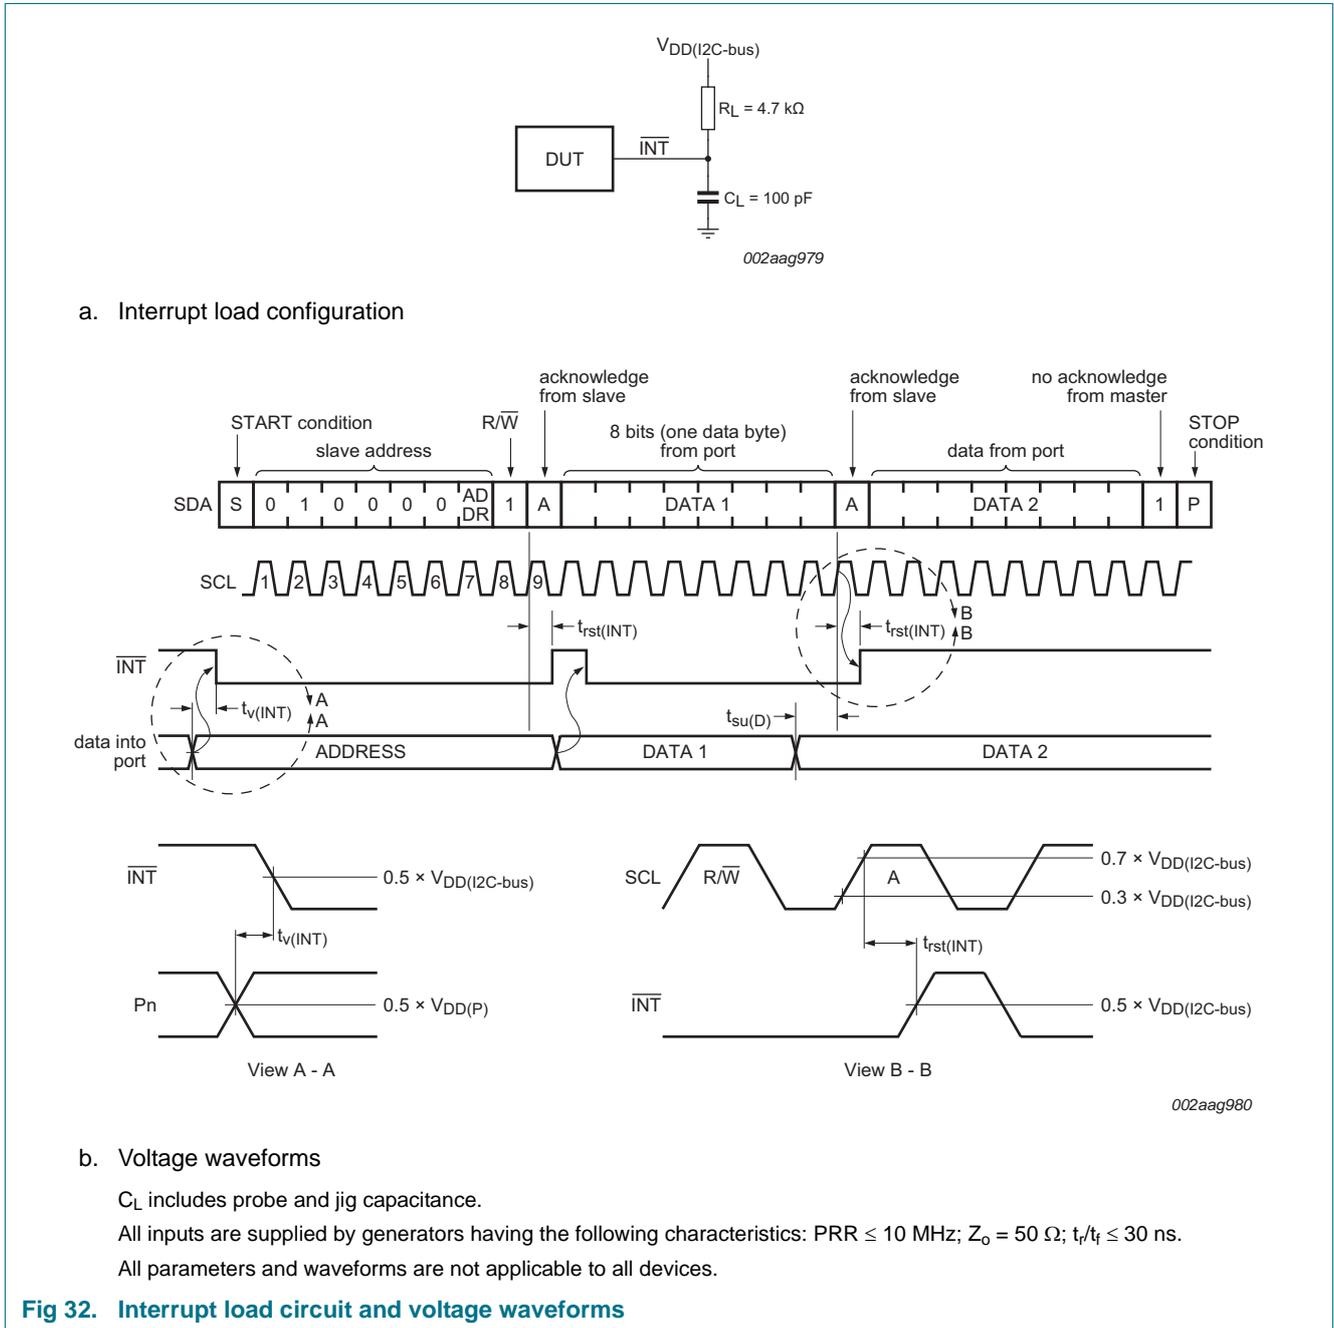 VDD(I2C-bus)
RL = 4.7 kΩ
DUT
INT
CL = 100 pF
002aag979
a. Interrupt load configuration
acknowledge
from slave
acknowledge
from slave
no acknowledge
from master
START condition
R/W
8 bits (one data byte)
from port
STOP
condition
slave address
data from port
SDA S 0 1 0 0 0 0 AD DR 1 A DATA 1 A DATA 2 1 P
SCL 1 2 3 4 5 6 7 8 9
trst(INT)
trst(INT)
B
B
INT
tv(INT)
A
A
tsu(D)
data into
port
ADDRESS
DATA 1
DATA 2
INT
0.5 × VDD(I2C-bus)
tv(INT)
Pn
0.5 × VDD(P)
View A - A
SCL
R/W
A
0.7 × VDD(I2C-bus)
0.3 × VDD(I2C-bus)
trst(INT)
INT
0.5 × VDD(I2C-bus)
View B - B
002aag980
b. Voltage waveforms
CL includes probe and jig capacitance.
All inputs are supplied by generators having the following characteristics: PRR ≤ 10 MHz; Zo = 50 Ω; tr/tf ≤ 30 ns.
All parameters and waveforms are not applicable to all devices.
Fig 32. Interrupt load circuit and voltage waveforms